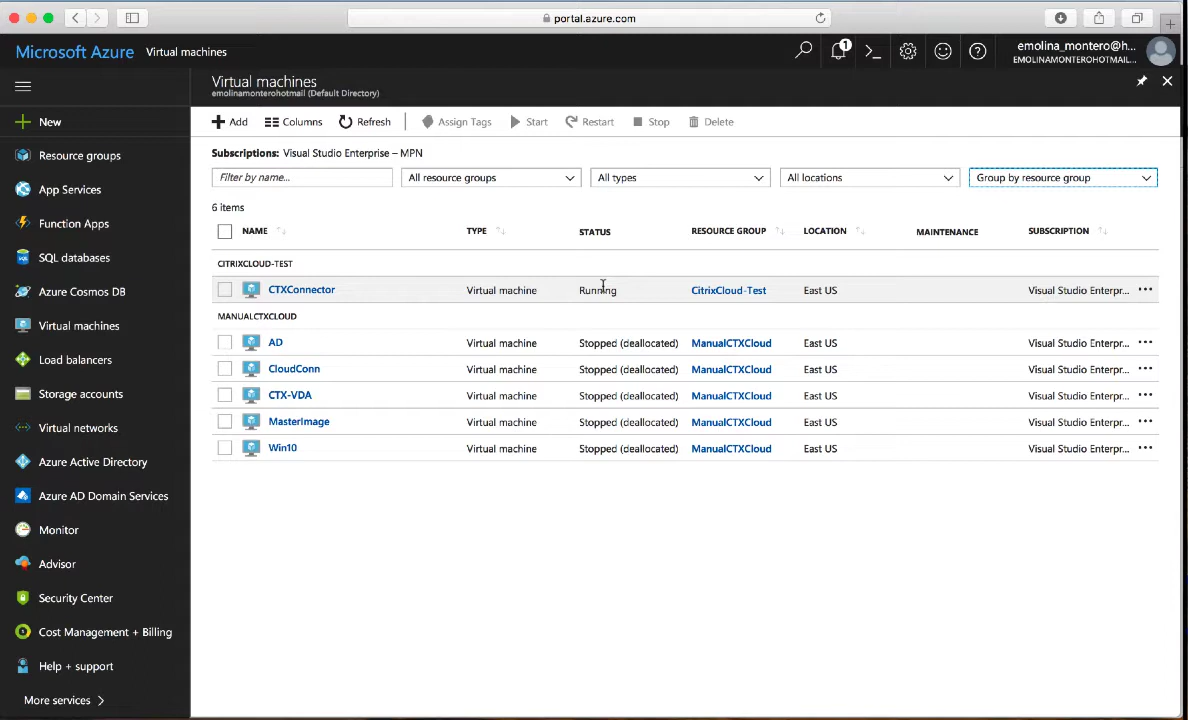 portal.azure.com
Microsoft Azure Virtual machines
1
emolina_montero@h...
EMOLINAMONTEROHOTMAIL...
Virtual machines
emolinamonterohotmail (Default Directory)
New
Resource groups
App Services
Function Apps
SQL databases
Azure Cosmos DB
Virtual machines
Load balancers
Storage accounts
Virtual networks
Azure Active Directory
Azure AD Domain Services
Monitor
Advisor
Security Center
Cost Management + Billing
Help + support
More services
Add Columns Refresh Assign Tags Start Restart Stop Delete
Subscriptions: Visual Studio Enterprise – MPN
Filter by name... All resource groups All types All locations Group by resource group
6 items
NAME TYPE STATUS RESOURCE GROUP LOCATION MAINTENANCE SUBSCRIPTION
CITRIXCLOUD-TEST
CTXConnector Virtual machine Running CitrixCloud-Test East US Visual Studio Enterpr... ...
MANUALCTXCLOUD
AD Virtual machine Stopped (deallocated) ManualCTXCloud East US Visual Studio Enterpr... ...
CloudConn Virtual machine Stopped (deallocated) ManualCTXCloud East US Visual Studio Enterpr... ...
CTX-VDA Virtual machine Stopped (deallocated) ManualCTXCloud East US Visual Studio Enterpr... ...
MasterImage Virtual machine Stopped (deallocated) ManualCTXCloud East US Visual Studio Enterpr... ...
Win10 Virtual machine Stopped (deallocated) ManualCTXCloud East US Visual Studio Enterpr... ...